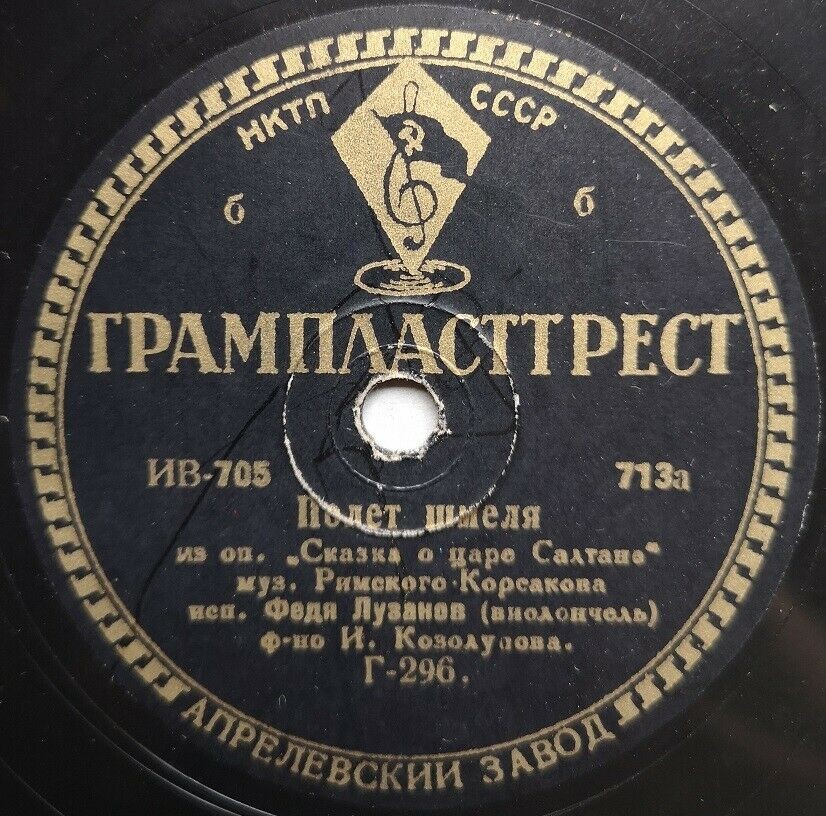 НКТП СССР
б б
ГРАМПЛАСТТРЕСТ
ИВ-705 713а
Полет шмеля
из оп. „Сказка о царе Салтане“
муз. Римского-Корсакова
исп. Федя Лузанов (виолончель)
ф-но И. Козолупова.
Г-296.
АПРЕЛЕВСКИЙ ЗАВОД